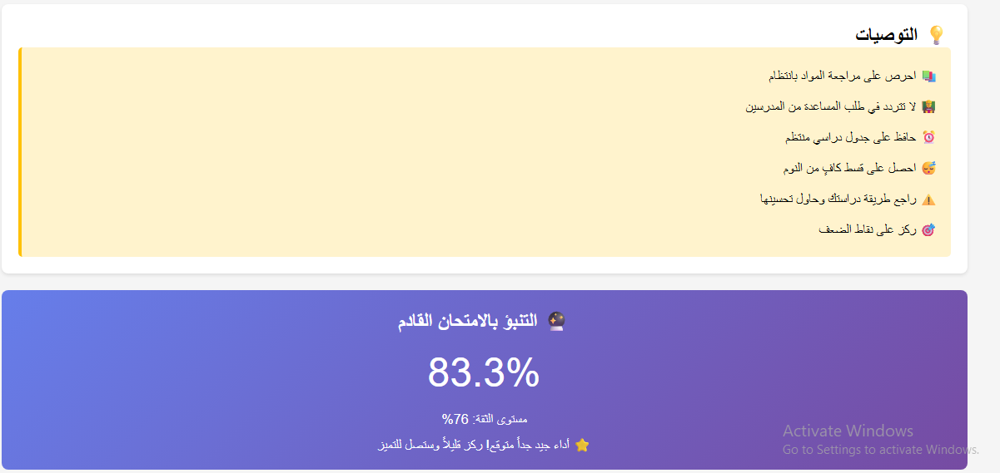 💡 التوصيات
📚 احرص على مراجعة المواد بانتظام
👩‍🏫 لا تتردد في طلب المساعدة من المدرسين
⏰ حافظ على جدول دراسي منتظم
😴 احصل على قسط كافٍ من النوم
⚠️ راجع طريقة دراستك وحاول تحسينها
🎯 ركز على نقاط الضعف
🔮 التنبؤ بالامتحان القادم
83.3%
مستوى الثقة: 76%
⭐ أداء جيد جداً متوقع! ركز قليلاً وستصل للتميز
Activate Windows
Go to Settings to activate Windows.